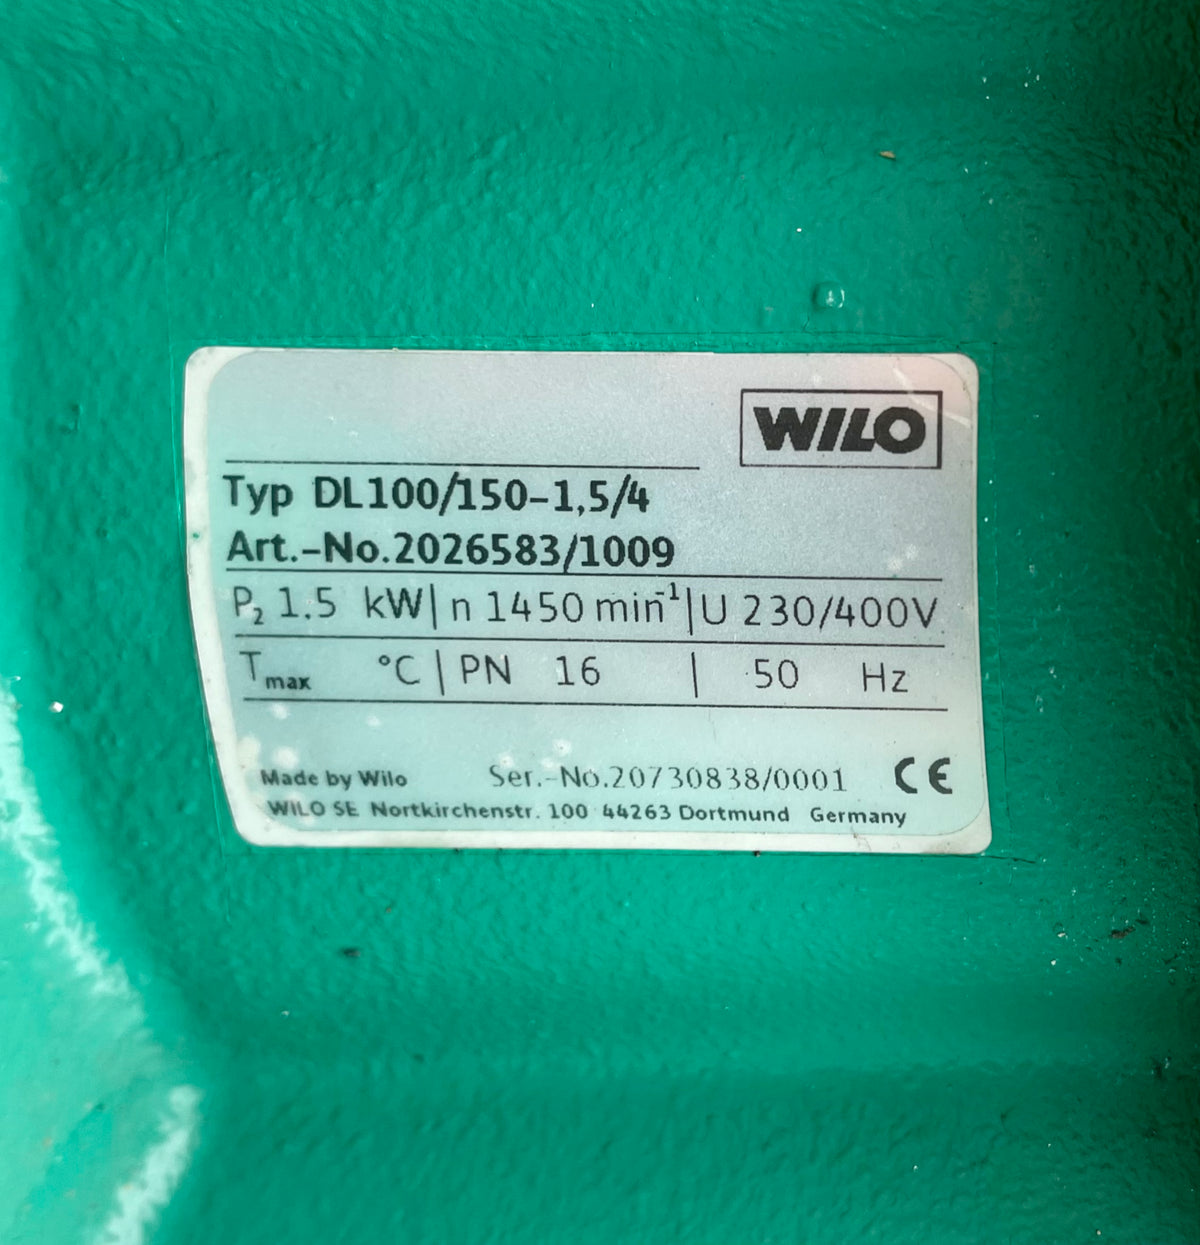 WILO
Typ DL100/150-1,5/4
Art.-No.2026583/1009
P₂ 1.5 kW | n 1450 min⁻¹ | U 230/400V
Tmax °C | PN 16 | 50 Hz
Made by Wilo Ser.-No.20730838/0001 CE
WILO SE Nortkirchenstr. 100 44263 Dortmund Germany